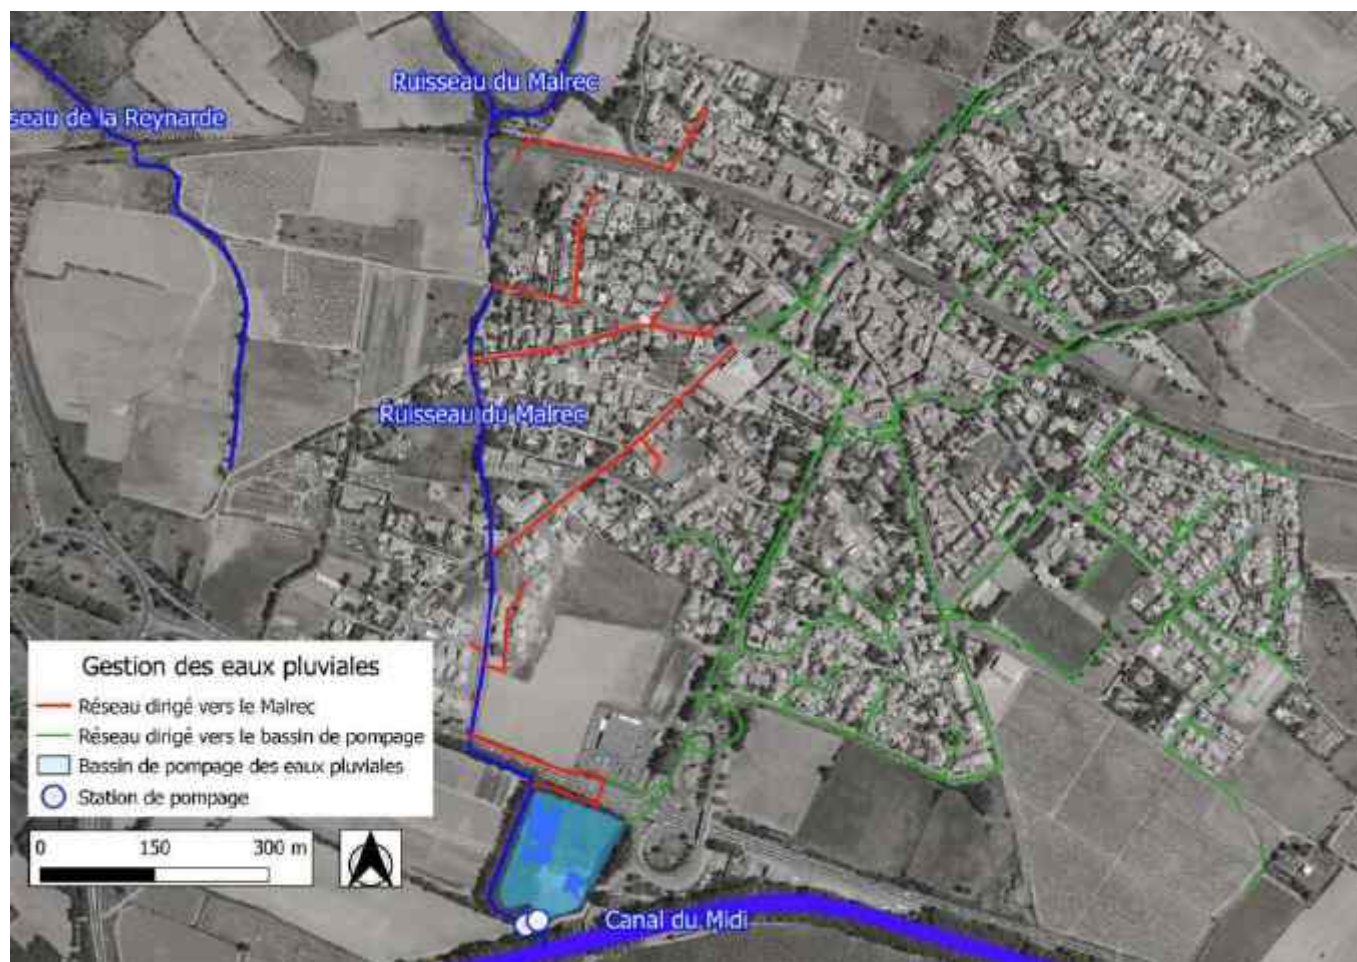 Ruisseau du Malrec
seau de la Reynarde
Ruisseau du Malrec
Gestion des eaux pluviales
Réseau dirigé vers le Malrec
Réseau dirigé vers le bassin de pompage
Bassin de pompage des eaux pluviales
Station de pompage
0 150 300 m
Canal du Midi